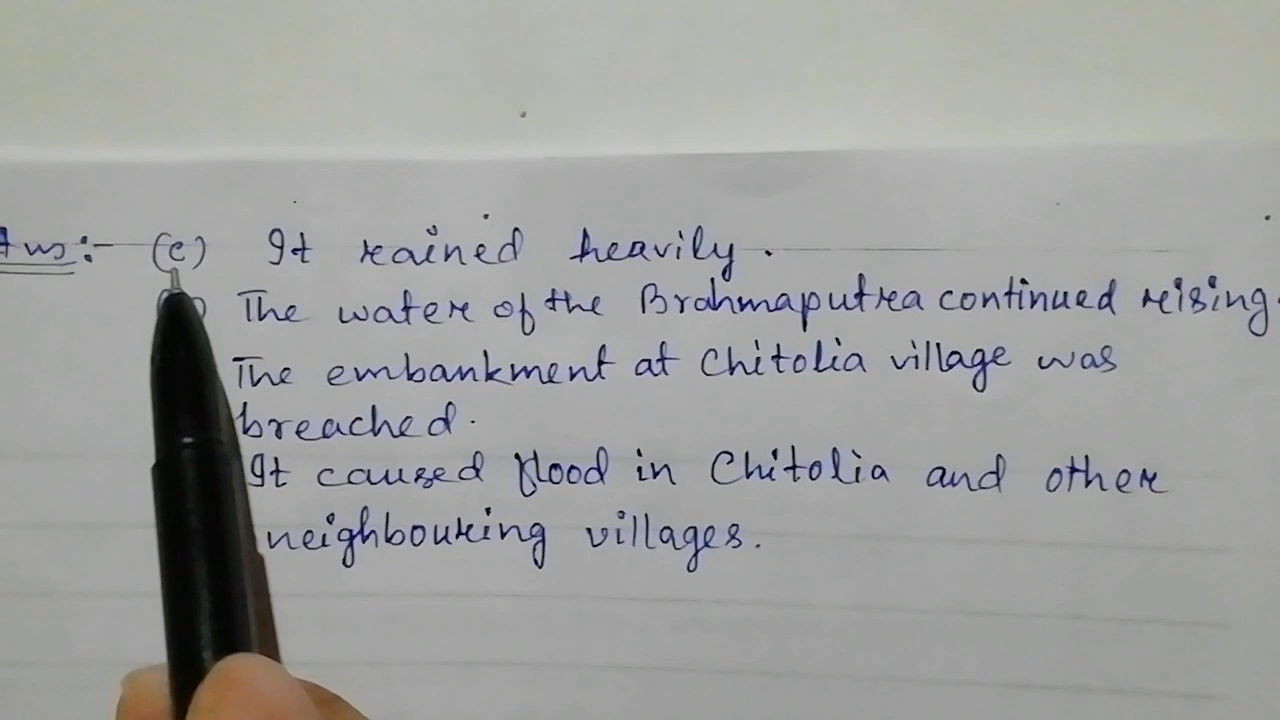 Ans:- (c) It rained heavily.
The water of the Brahmaputra continued reising.
The embankment at Chitolia village was
breached.
It caused flood in Chitolia and other
neighbouring villages.